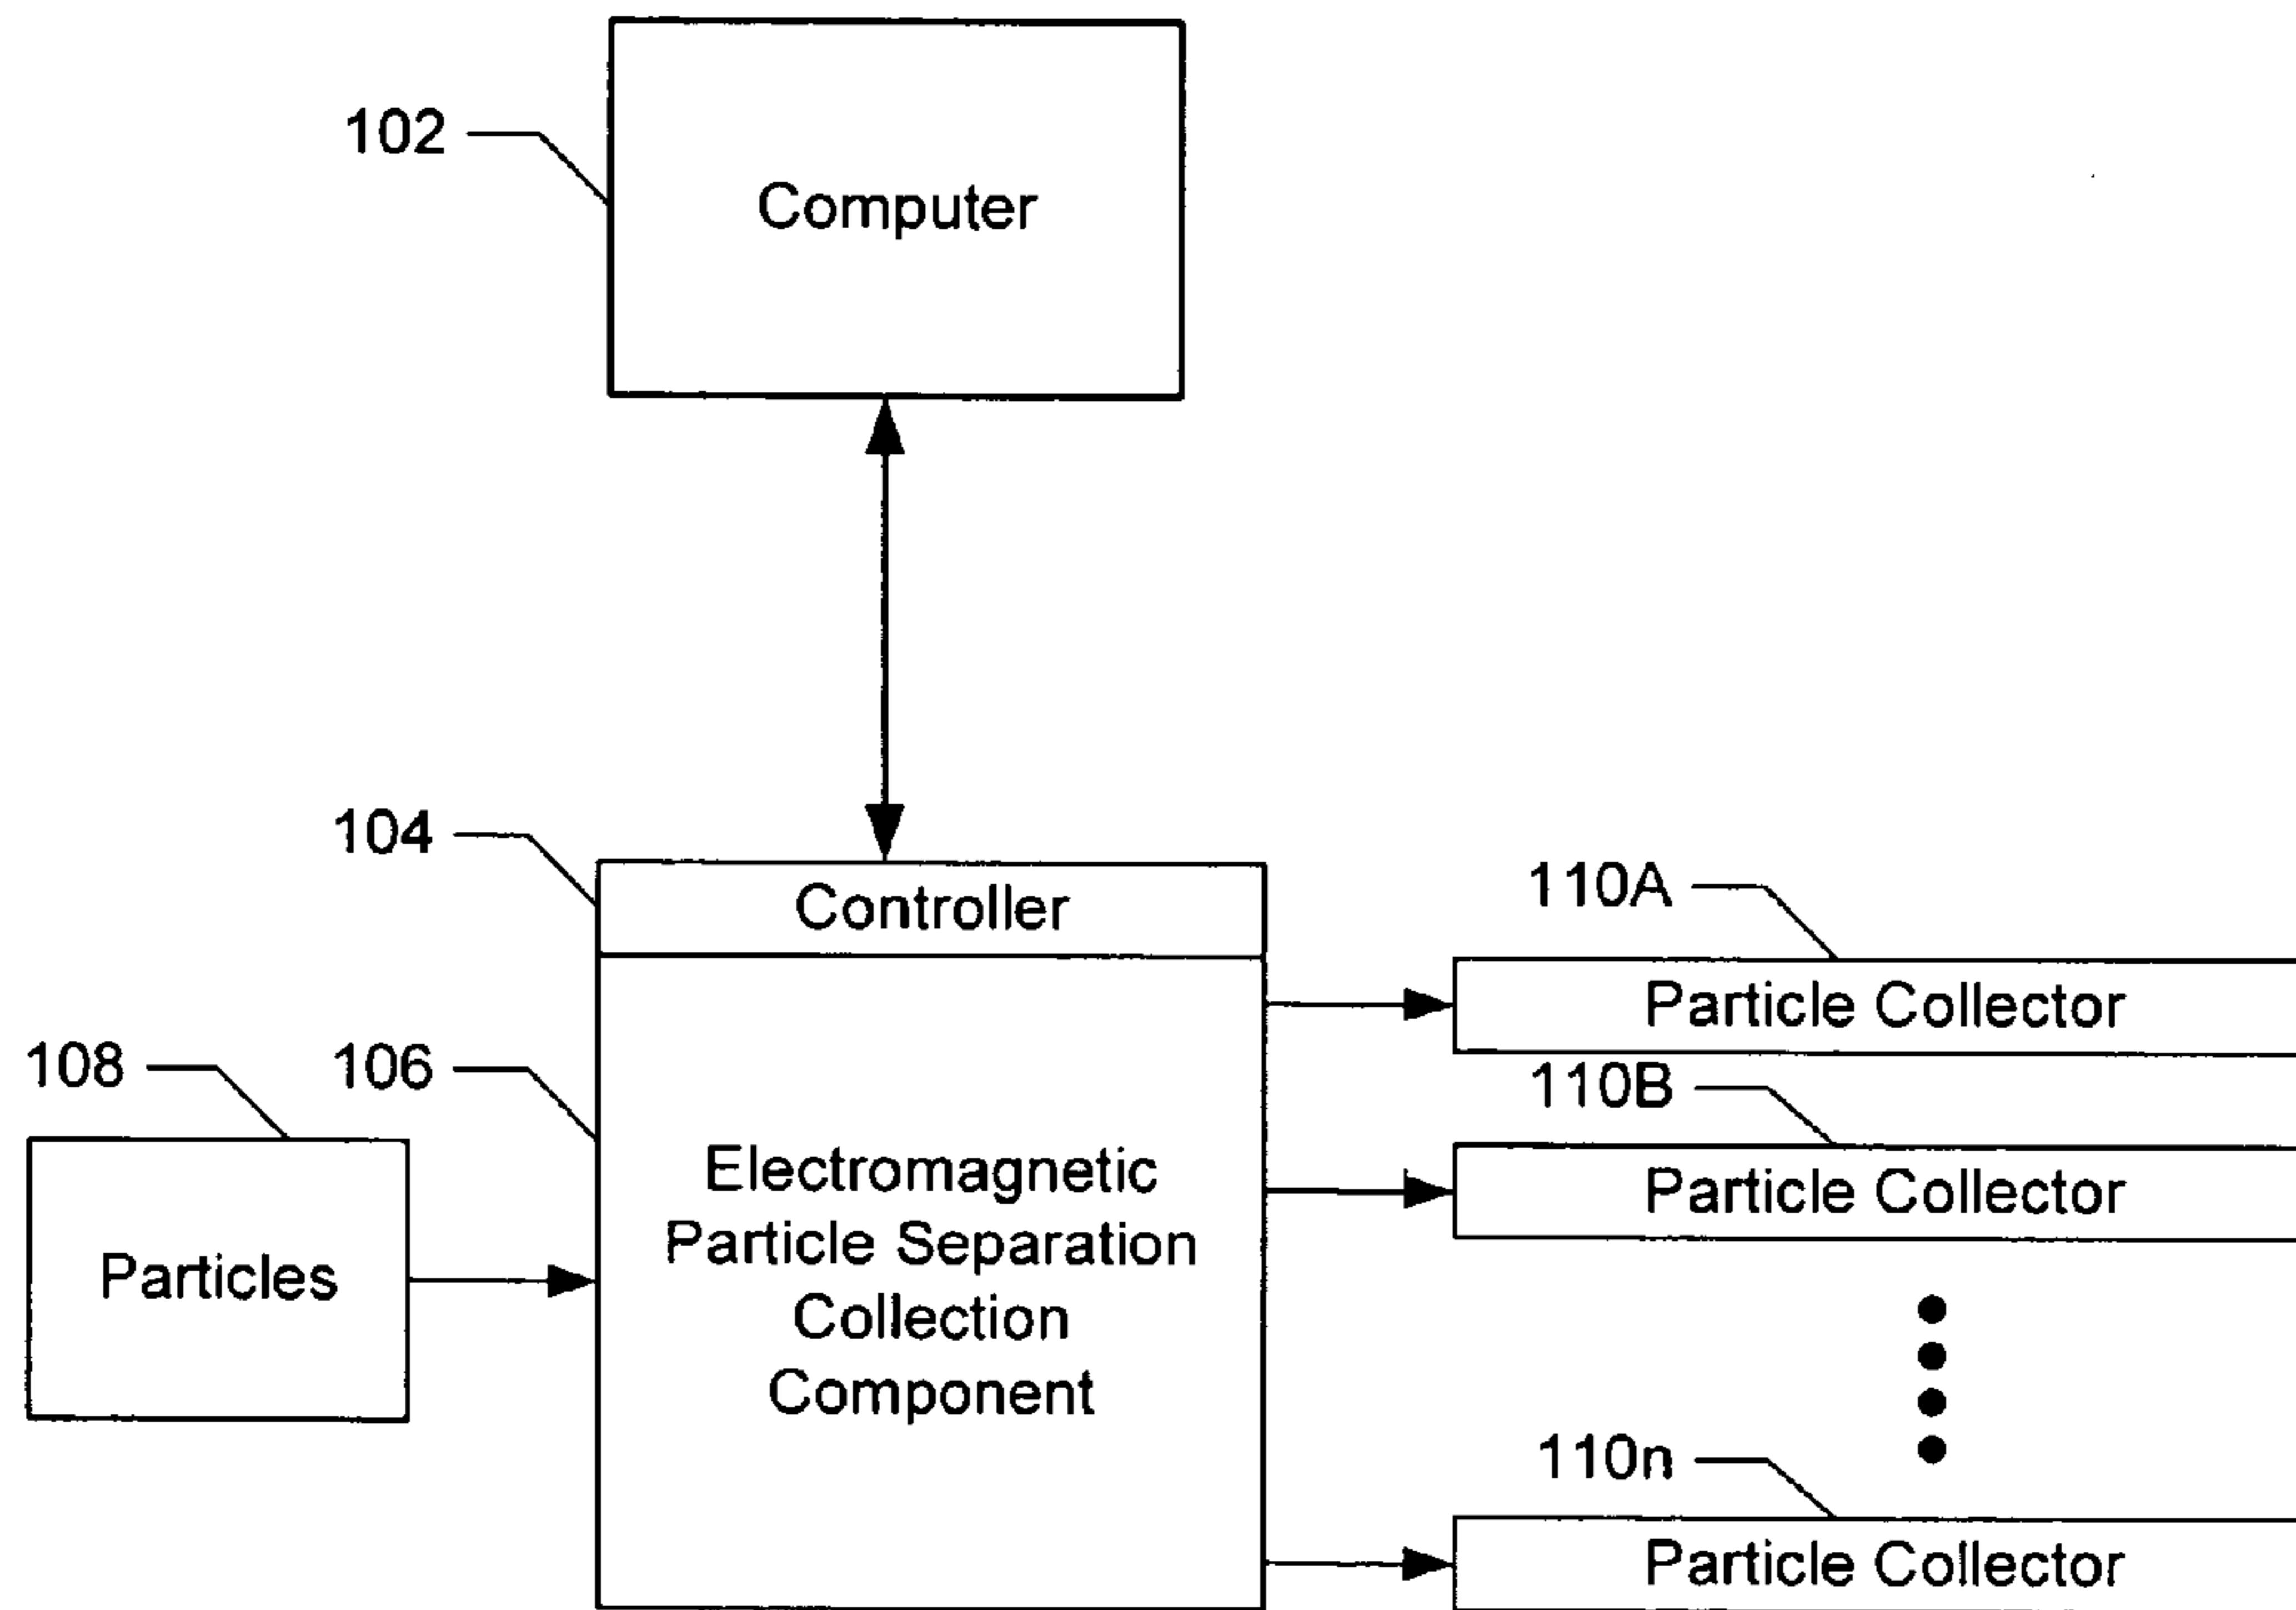 102
Computer
104
Controller
110A
Particle Collector
108
106
110B
Electromagnetic
Particle Separation
Collection
Component
Particle Collector
Particles
110n
Particle Collector